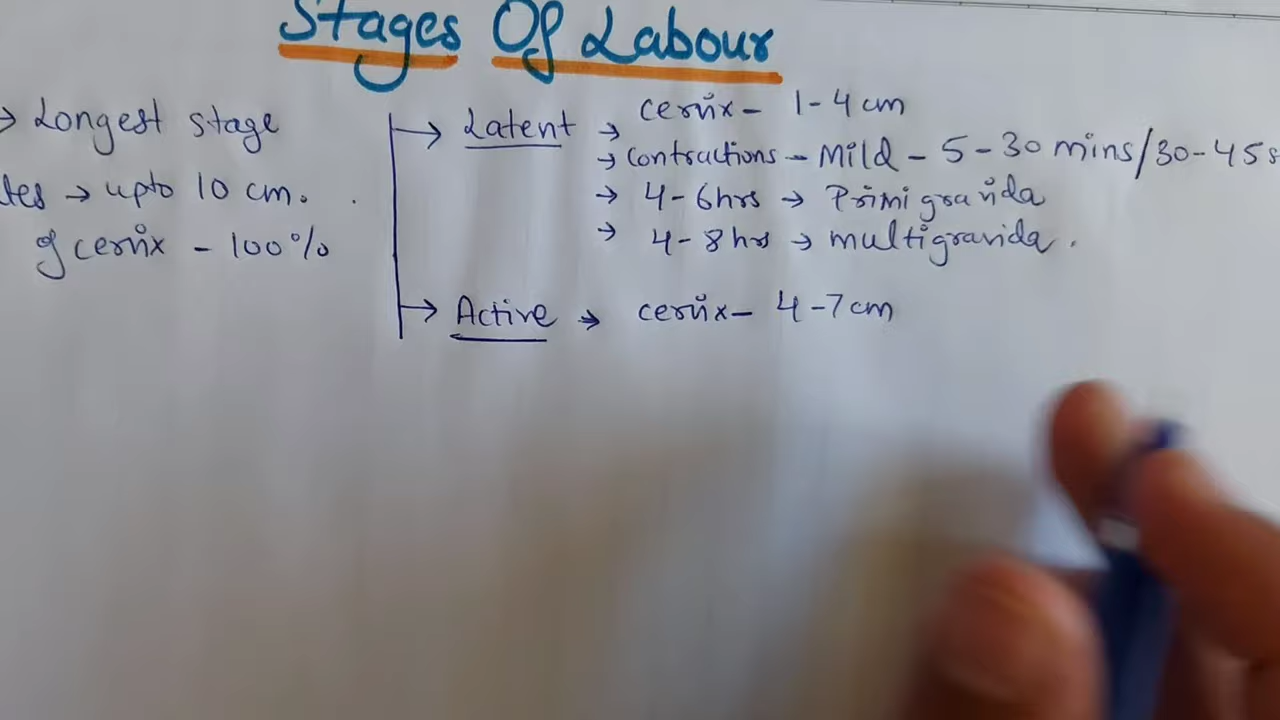 Stages Of Labour
→ Longest stage
tes → upto 10 cm.
of cervix - 100%
→ Latent → cervix - 1-4 cm
→ contractions - Mild - 5-30 mins/30-45s
→ 4-6hrs → Primigravida
→ 4-8hrs → multigravida.
→ Active → cervix - 4-7cm